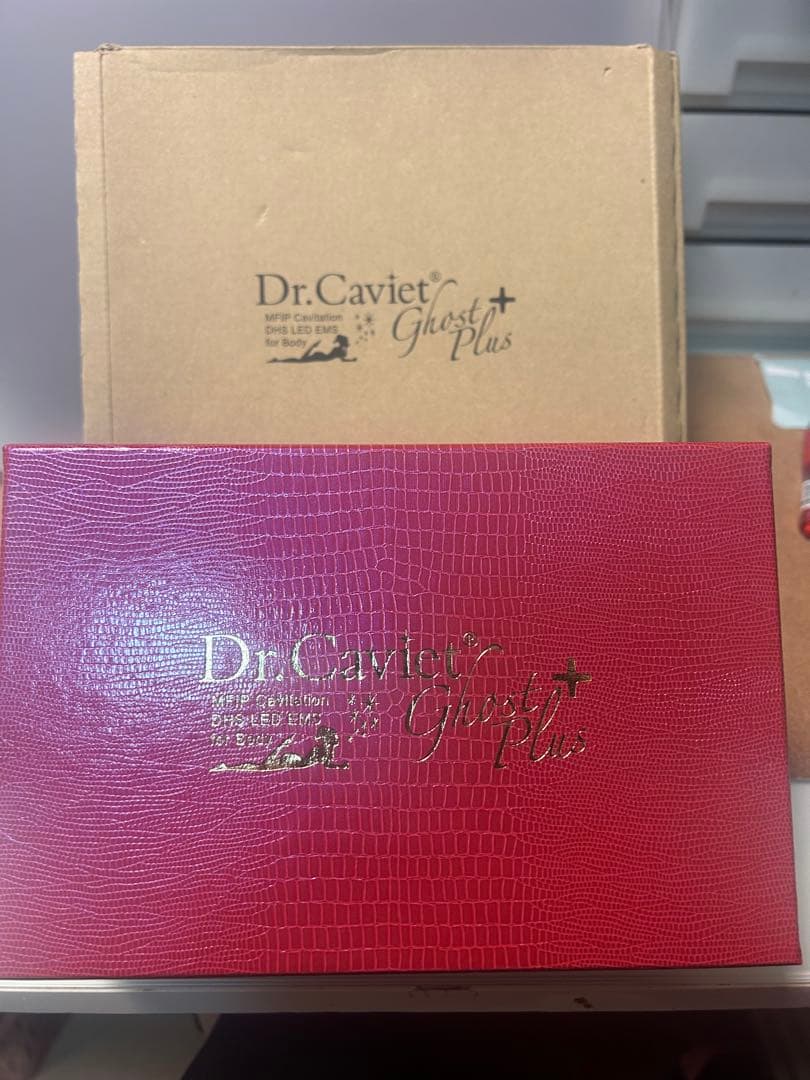 Dr.Caviet®
MFIP Cavitation
DHS LED EMS
for Body
Ghost
Plus+
Dr.Caviet®
MFIP Cavitation
DHS LED EMS
for Body
Ghost
Plus+